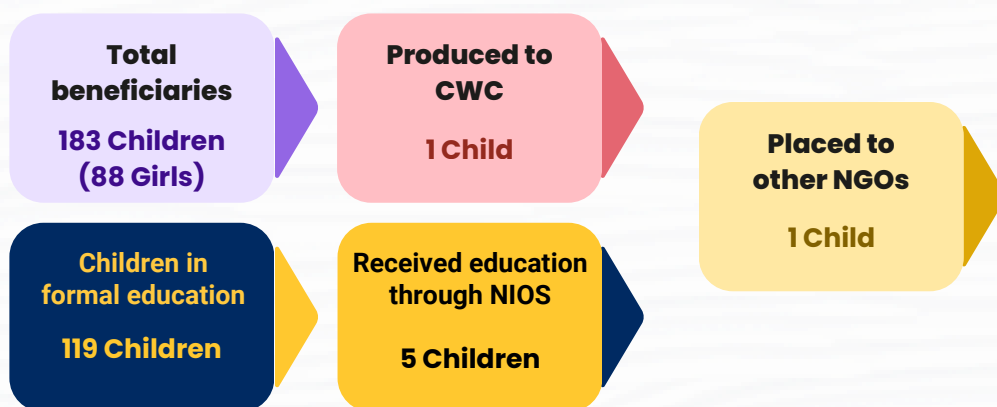 Total
beneficiaries
183 Children
(88 Girls)
Produced to
CWC
1 Child
Placed to
other NGOs
1 Child
Children in
formal education
119 Children
Received education
through NIOS
5 Children